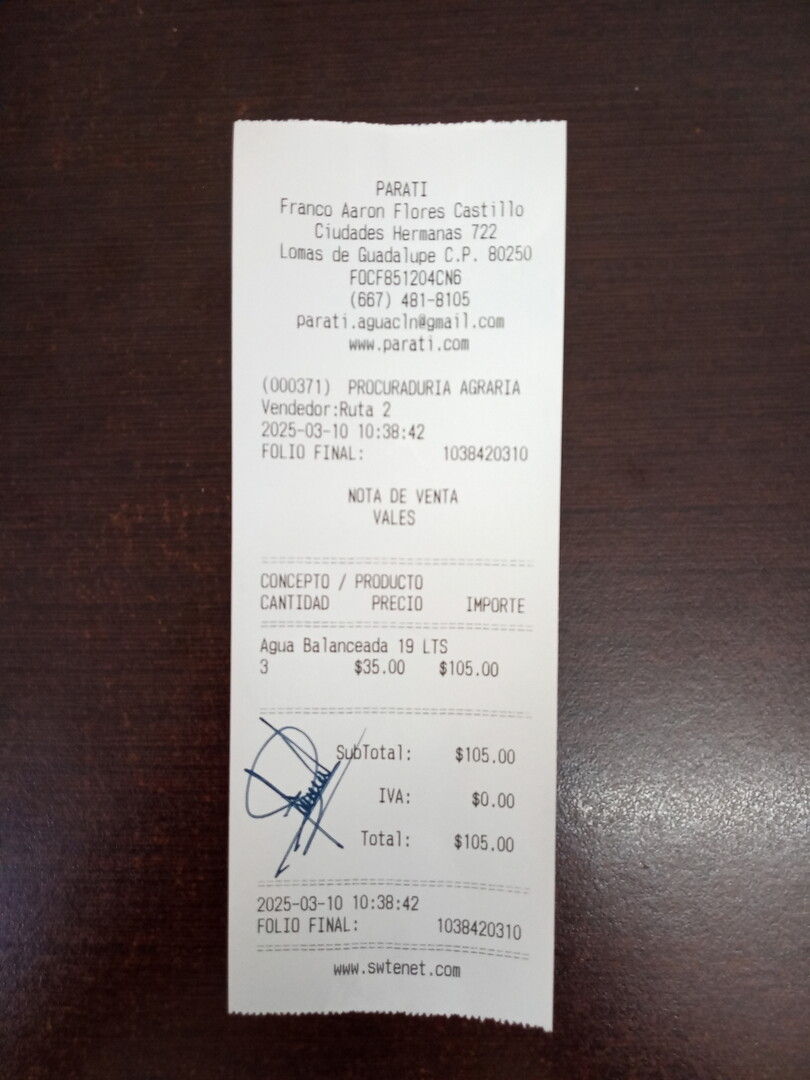 PARATI
Franco Aaron Flores Castillo
Ciudades Hermanas 722
Lomas de Guadalupe C.P. 80250
FOCF851204CN6
(667) 481-8105
parati.aguacln@gmail.com
www.parati.com
(000371) PROCURADURIA AGRARIA
Vendedor:Ruta 2
2025-03-10 10:38:42
FOLIO FINAL: 1038420310
NOTA DE VENTA
VALES
CONCEPTO / PRODUCTO
CANTIDAD PRECIO IMPORTE
Agua Balanceada 19 LTS
3 $35.00 $105.00
SubTotal: $105.00
IVA: $0.00
Total: $105.00
2025-03-10 10:38:42
FOLIO FINAL: 1038420310
www.swtenet.com